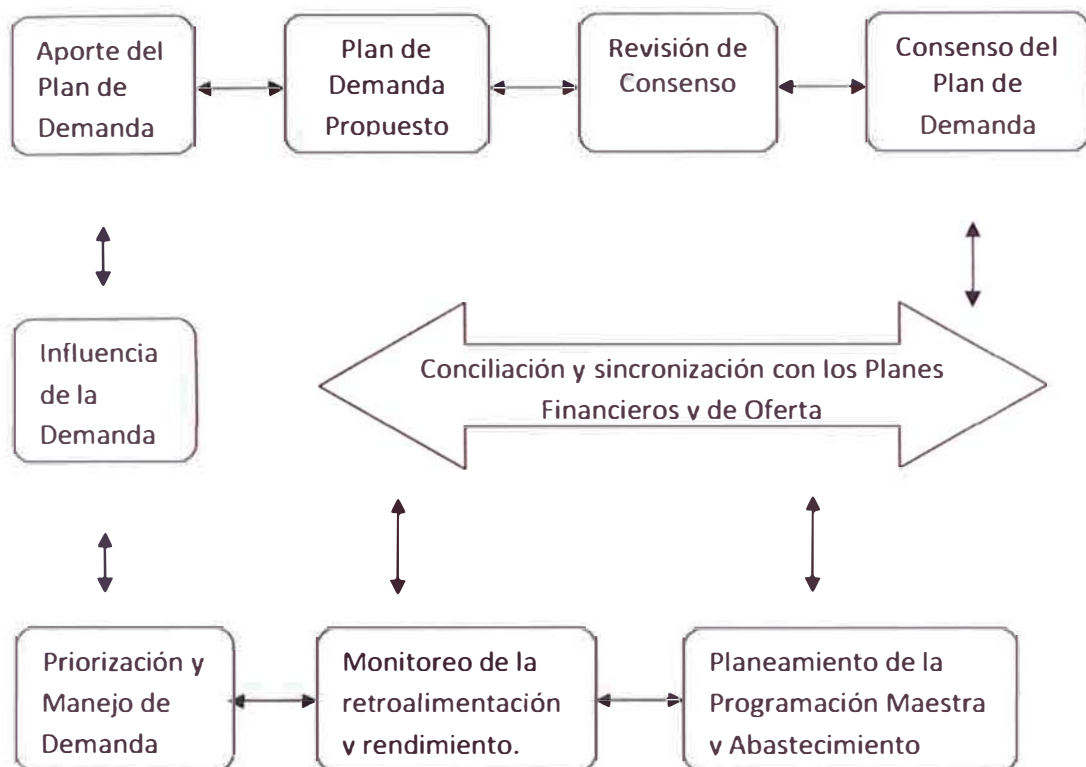 Aporte del
Plan de
Demanda
Plan de
Demanda
Propuesto
Revisión de
Consenso
Consenso del
Plan de
Demanda
Influencia
de la
Demanda
Conciliación y sincronización con los Planes
Financieros y de Oferta
Priorización y
Manejo de
Demanda
Monitoreo de la
retroalimentación
y rendimiento.
Planeamiento de la
Programación Maestra
y Abastecimiento